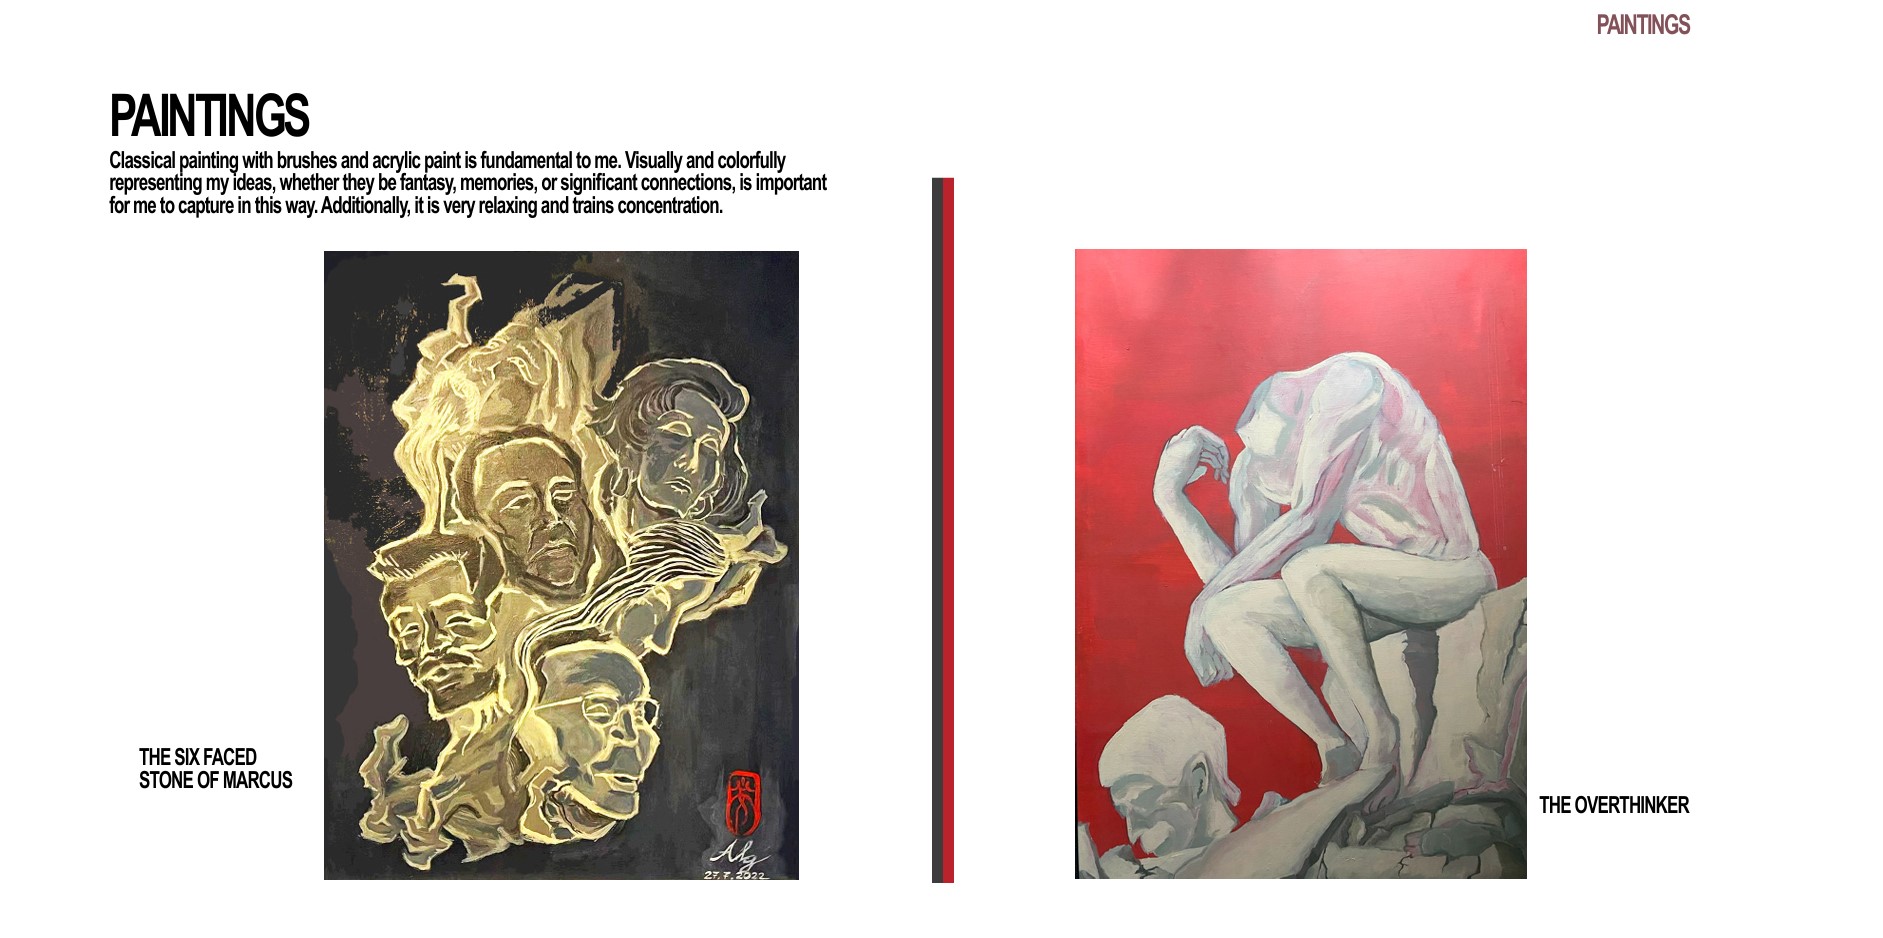 PAINTINGS
PAINTINGS
Classical painting with brushes and acrylic paint is fundamental to me. Visually and colorfully
representing my ideas, whether they be fantasy, memories, or significant connections, is important
for me to capture in this way. Additionally, it is very relaxing and trains concentration.
THE SIX FACED
STONE OF MARCUS
27.7.2022
THE OVERTHINKER